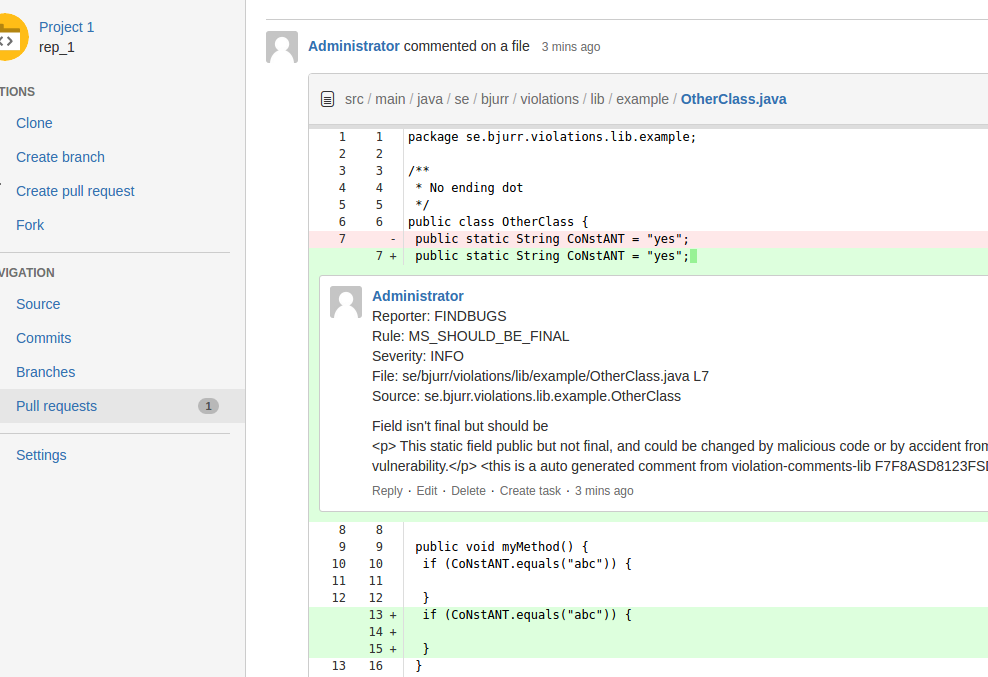 Project 1
rep_1
TIONS
Clone
Create branch
Create pull request
Fork
VIGATION
Source
Commits
Branches
Pull requests 1
Settings
Administrator commented on a file 3 mins ago
src / main / java / se / bjurr / violations / lib / example / OtherClass.java
1 1 package se.bjurr.violations.lib.example;
2 2
3 3 /**
4 4 * No ending dot
5 5 */
6 6 public class OtherClass {
7 - public static String CoNstANT = "yes";
7 + public static String CoNstANT = "yes";
Administrator
Reporter: FINDBUGS
Rule: MS_SHOULD_BE_FINAL
Severity: INFO
File: se/bjurr/violations/lib/example/OtherClass.java L7
Source: se.bjurr.violations.lib.example.OtherClass
Field isn't final but should be
<p> This static field public but not final, and could be changed by malicious code or by accident from
vulnerability.</p> <this is a auto generated comment from violation-comments-lib F7F8ASD8123FSD
Reply · Edit · Delete · Create task · 3 mins ago
8 8
9 9 public void myMethod() {
10 10 if (CoNstANT.equals("abc")) {
11 11
12 12 }
13 + if (CoNstANT.equals("abc")) {
14 +
15 + }
13 16 }